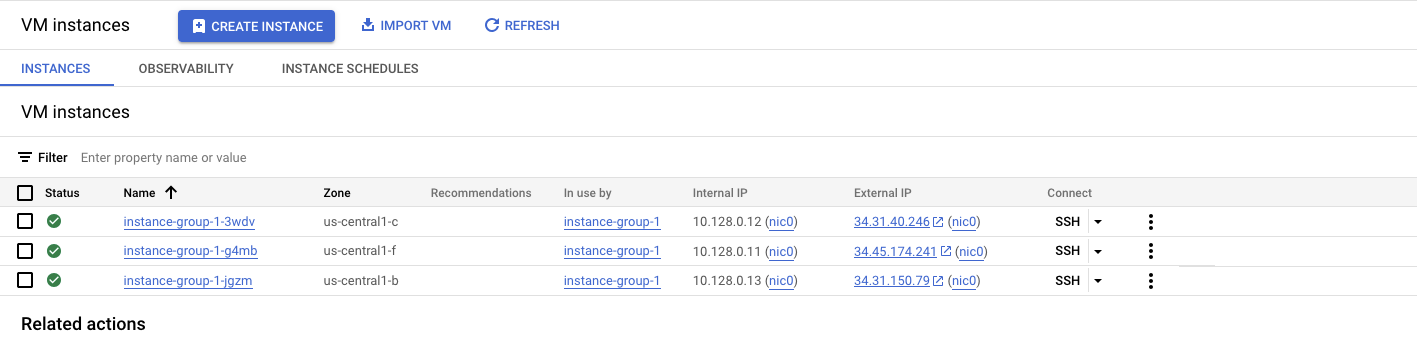 VM instances CREATE INSTANCE IMPORT VM REFRESH
INSTANCES OBSERVABILITY INSTANCE SCHEDULES
VM instances
Filter Enter property name or value
Status Name Zone Recommendations In use by Internal IP External IP Connect
instance-group-1-3wdv us-central1-c instance-group-1 10.128.0.12 (nic0) 34.31.40.246 (nic0) SSH
instance-group-1-g4mb us-central1-f instance-group-1 10.128.0.11 (nic0) 34.45.174.241 (nic0) SSH
instance-group-1-jgzm us-central1-b instance-group-1 10.128.0.13 (nic0) 34.31.150.79 (nic0) SSH
Related actions